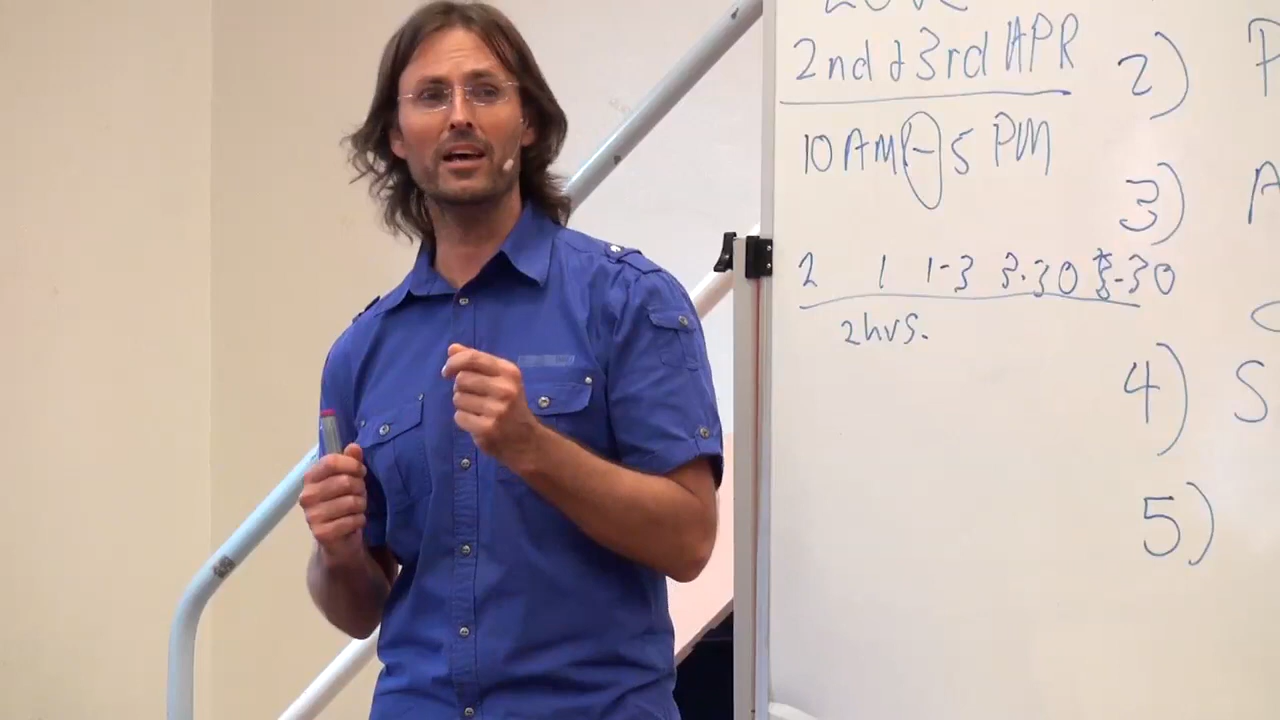 LOVE
2nd & 3rd APR
10 AM - 5 PM
2 1 1-3 3.30 5-30
2hrs.
2) P
3) A
4) S
5)